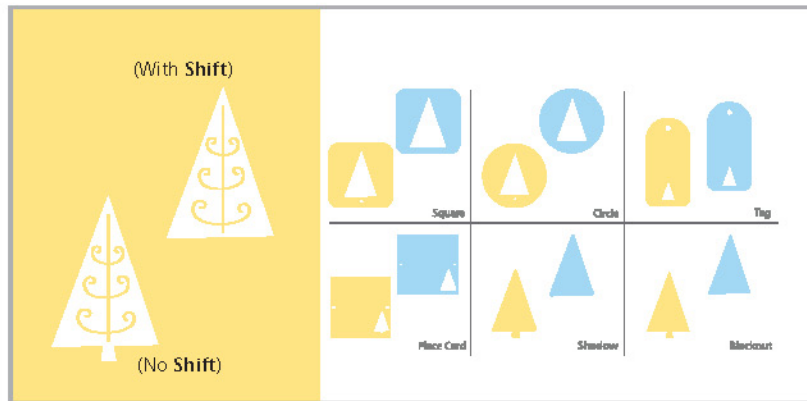 (With Shift)
(No Shift)
Square
Circle
Tag
Place Card
Shadow
Blackout